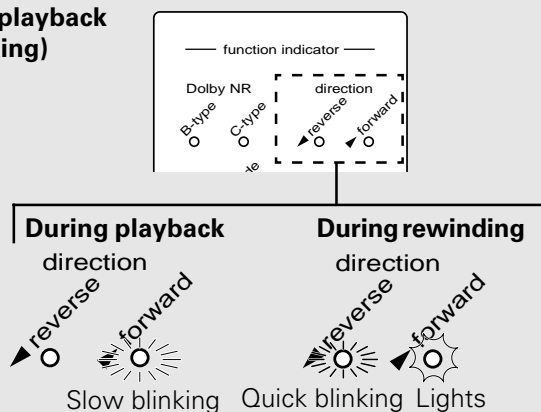 playback
ing)
function indicator
Dolby NR direction
B-type C-type reverse forward
During playback During rewinding
direction direction
reverse forward reverse forward
Slow blinking Quick blinking Lights